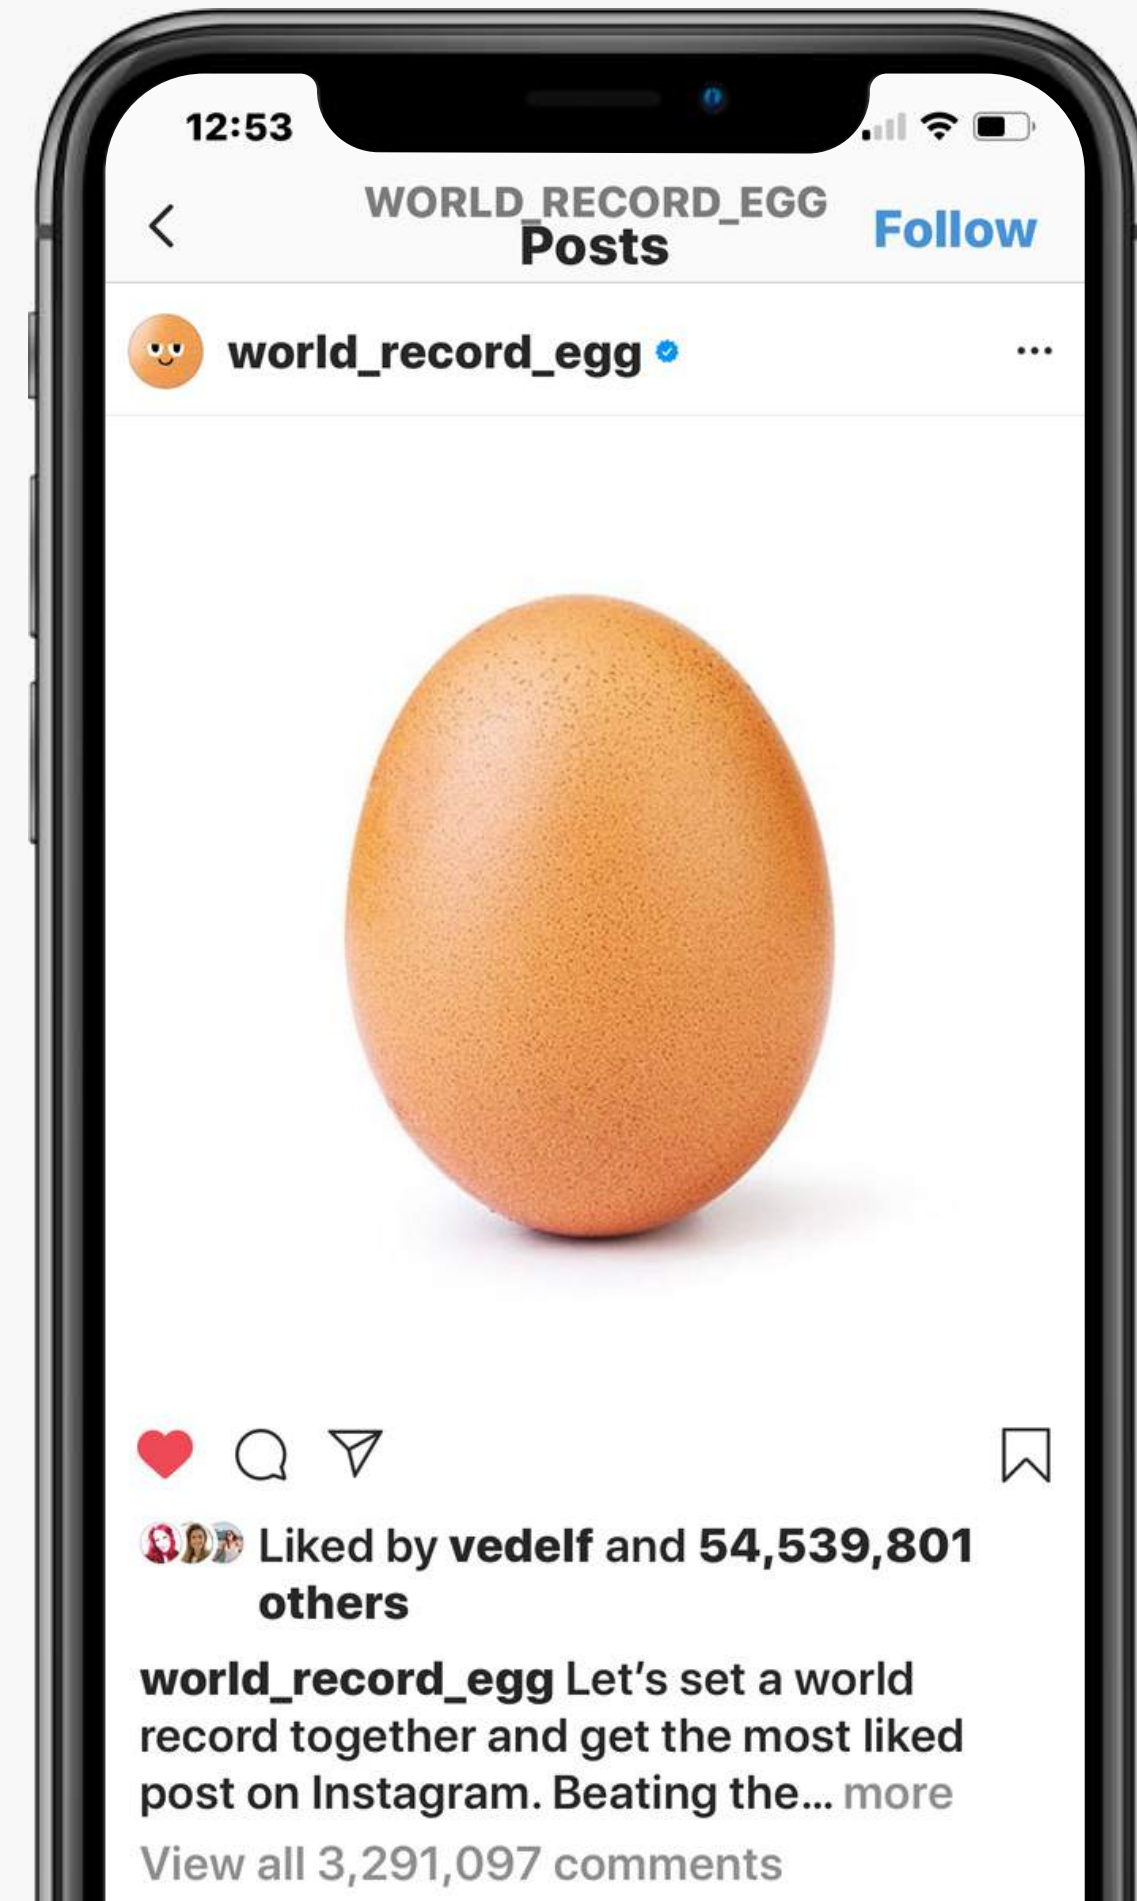 12:53
WORLD_RECORD_EGG
Posts
Follow
world_record_egg
Liked by vedelf and 54,539,801
others
world_record_egg Let's set a world
record together and get the most liked
post on Instagram. Beating the... more
View all 3,291,097 comments